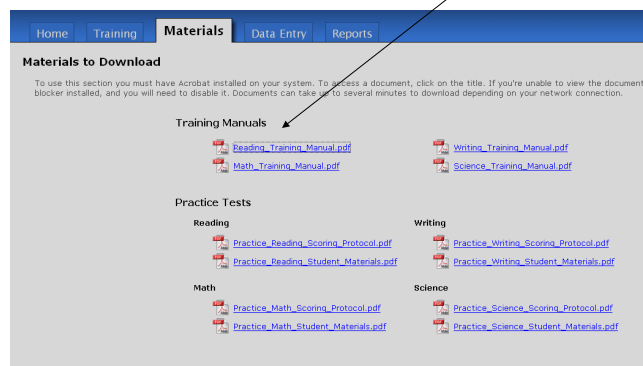 Home Training Materials Data Entry Reports
Materials to Download
To use this section you must have Acrobat installed on your system. To access a document, click on the title. If you're unable to view the document
blocker installed, and you will need to disable it. Documents can take up to several minutes to download depending on your network connection.
Training Manuals
Reading_Training_Manual.pdf Writing_Training_Manual.pdf
Math_Training_Manual.pdf Science_Training_Manual.pdf
Practice Tests
Reading Writing
Practice_Reading_Scoring_Protocol.pdf Practice_Writing_Scoring_Protocol.pdf
Practice_Reading_Student_Materials.pdf Practice_Writing_Student_Materials.pdf
Math Science
Practice_Math_Scoring_Protocol.pdf Practice_Science_Scoring_Protocol.pdf
Practice_Math_Student_Materials.pdf Practice_Science_Student_Materials.pdf